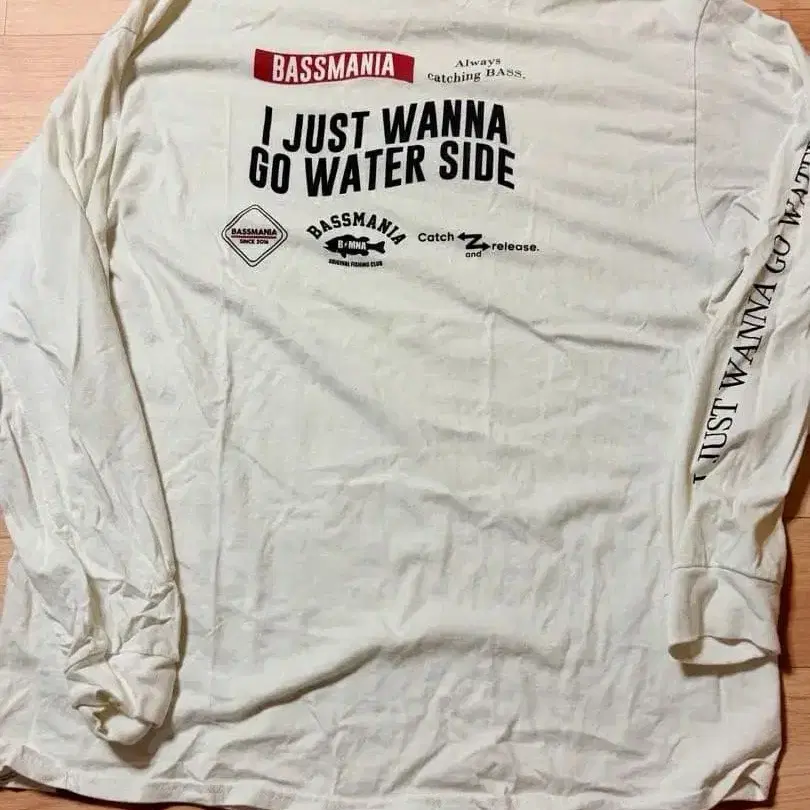 BASSMANIA
Always
catching BASS.
I JUST WANNA
GO WATER SIDE
BASSMANIA
SINCE 2016
BASSMANIA
B★MNA
ORIGINAL FISHING CLUB
Catch and release.
I JUST WANNA GO WATE